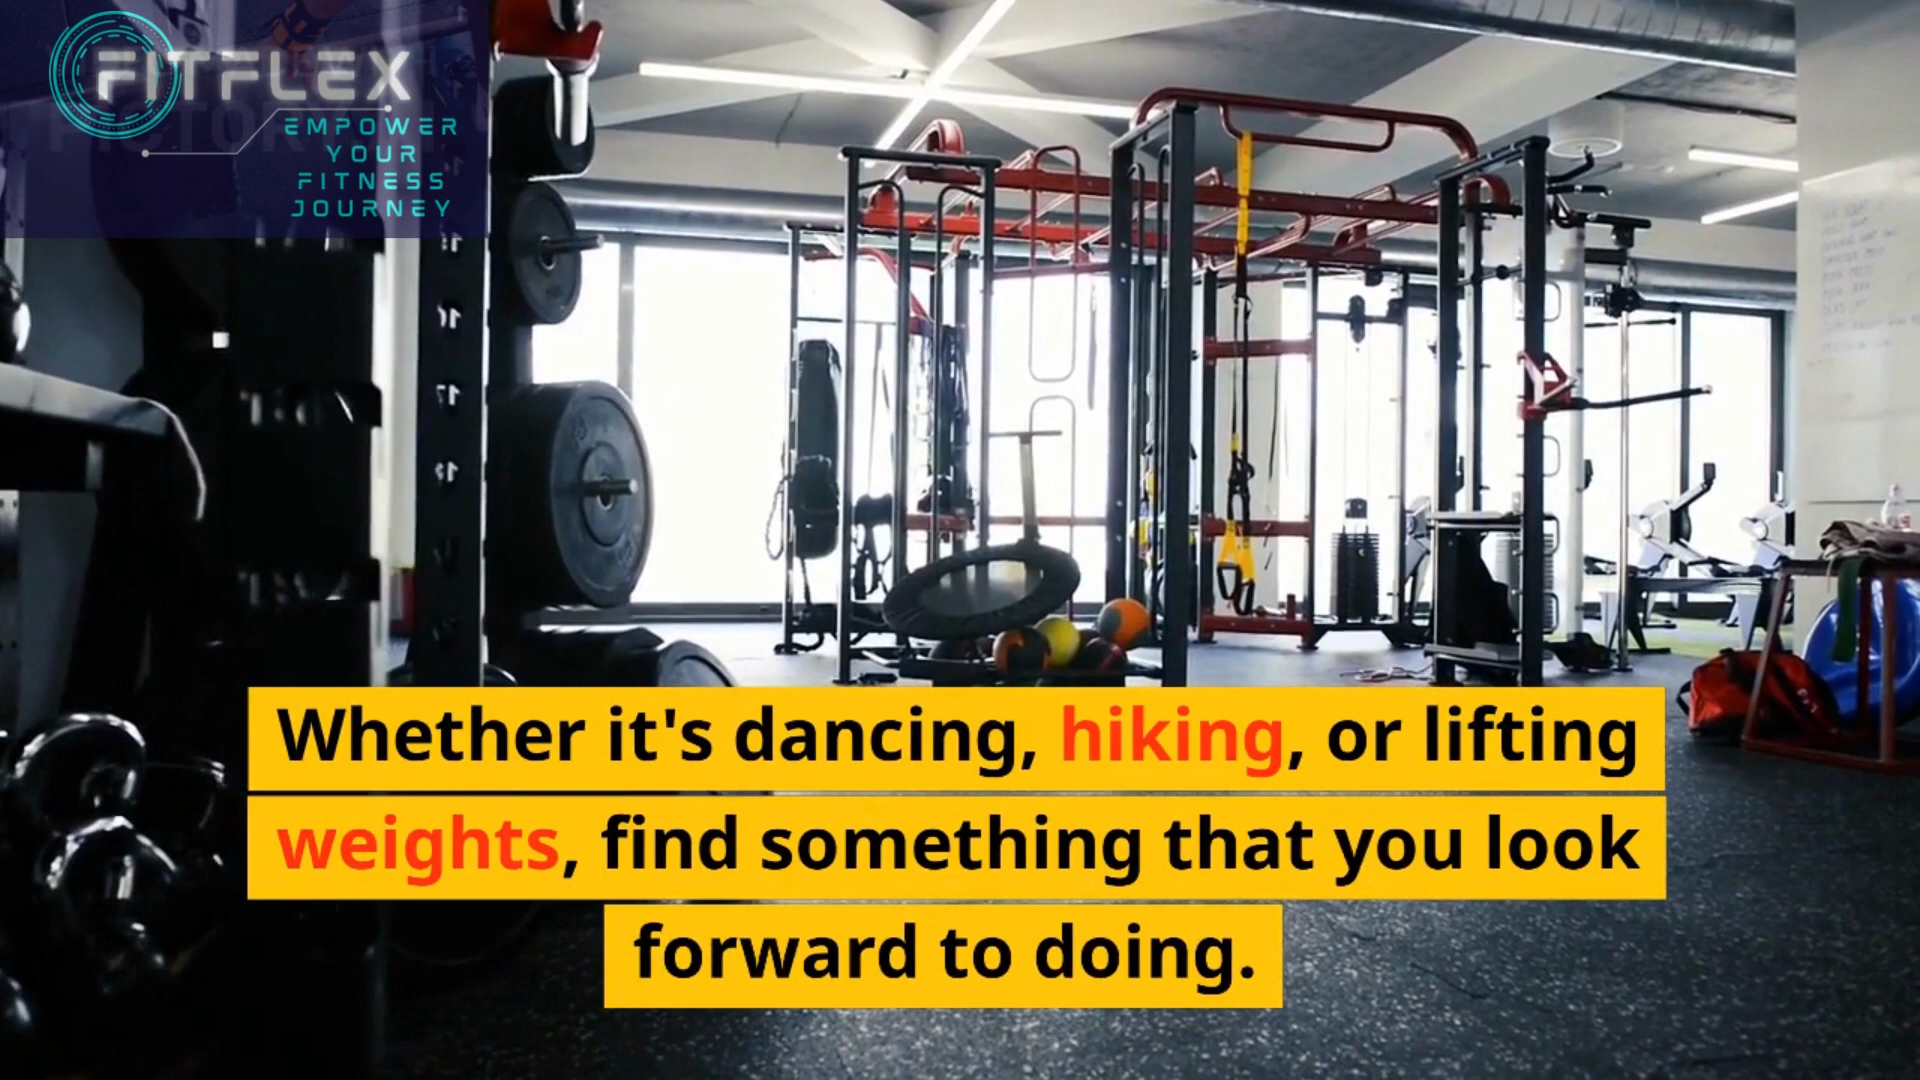 FITFLEX
EMPOWER
YOUR
FITNESS
JOURNEY
Whether it's dancing, hiking, or lifting
weights, find something that you look
forward to doing.